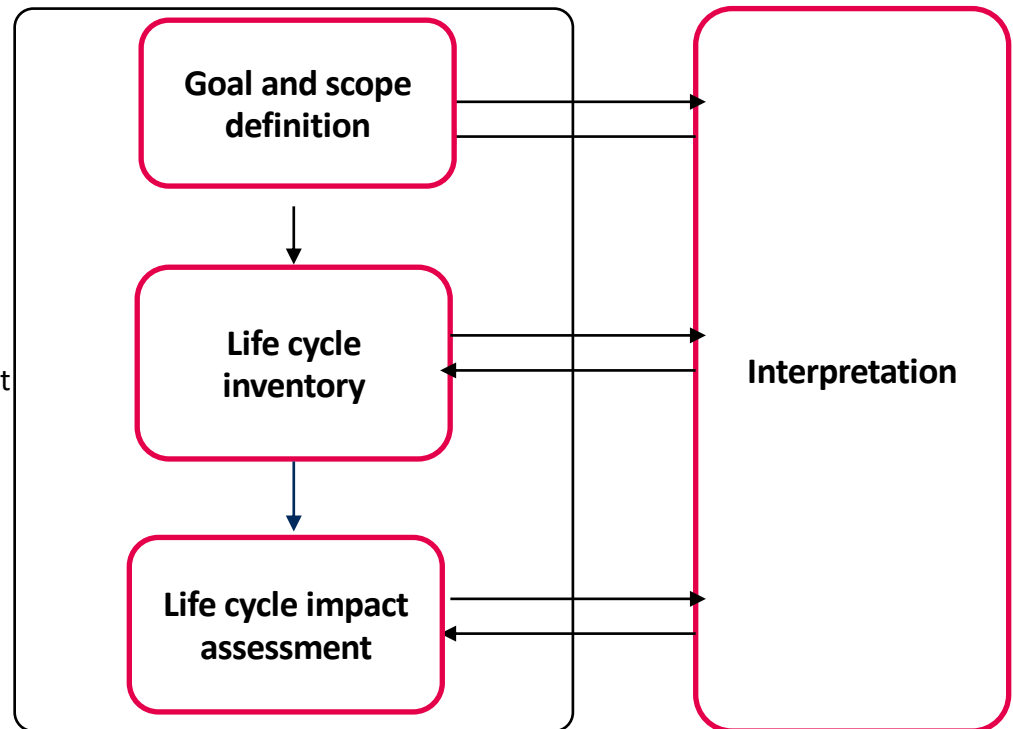 Goal and scope
definition
Life cycle
inventory
t
Interpretation
Life cycle impact
assessment